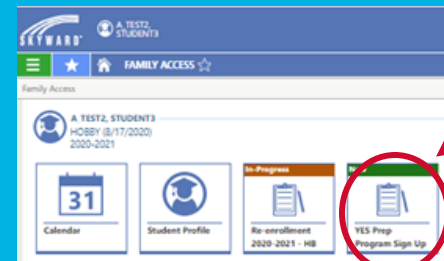 SKYWARD
A TEST2,
STUDENT3
FAMILY ACCESS
Family Access
A TEST2, STUDENT3
HOBBY (8/17/2020)
2020-2021
31
Calendar
Student Profile
In-Progress
Re-enrollment
2020-2021 - HB
YES Prep
Program Sign Up